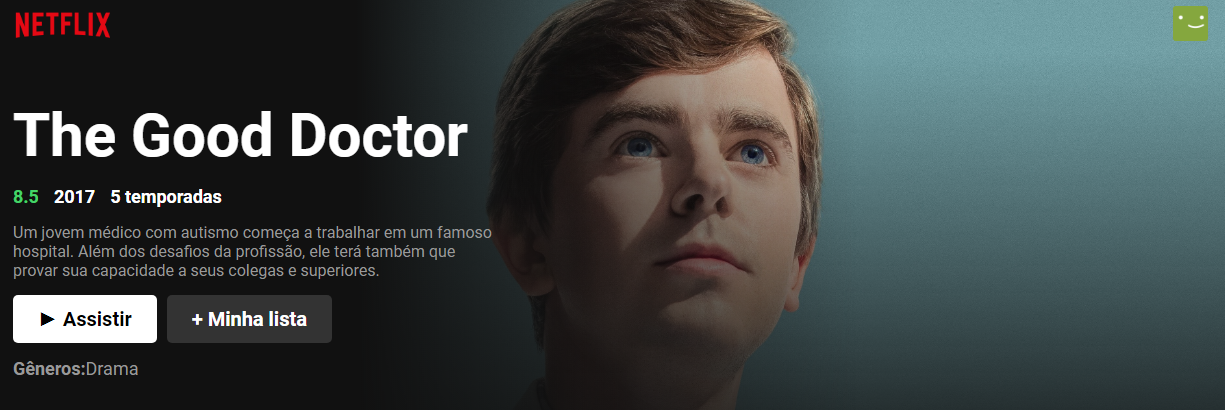 NETFLIX
The Good Doctor
8.5 2017 5 temporadas
Um jovem médico com autismo começa a trabalhar em um famoso
hospital. Além dos desafios da profissão, ele terá também que
provar sua capacidade a seus colegas e superiores.
► Assistir + Minha lista
Gêneros:Drama